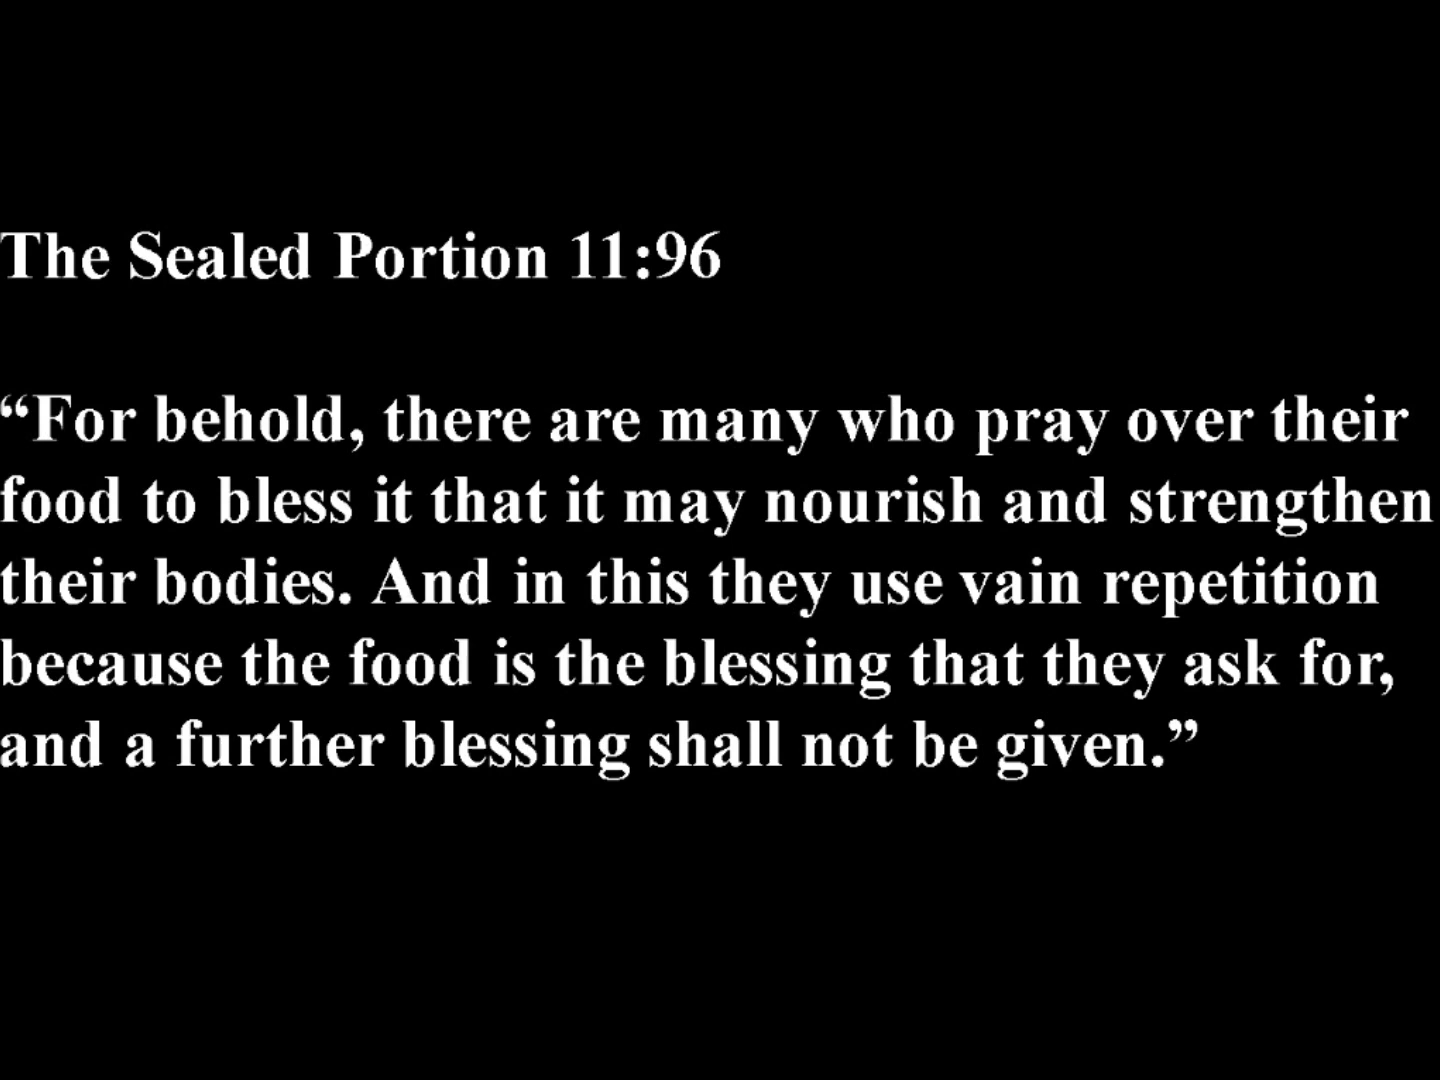 The Sealed Portion 11:96
“For behold, there are many who pray over their
food to bless it that it may nourish and strengthen
their bodies. And in this they use vain repetition
because the food is the blessing that they ask for,
and a further blessing shall not be given.”